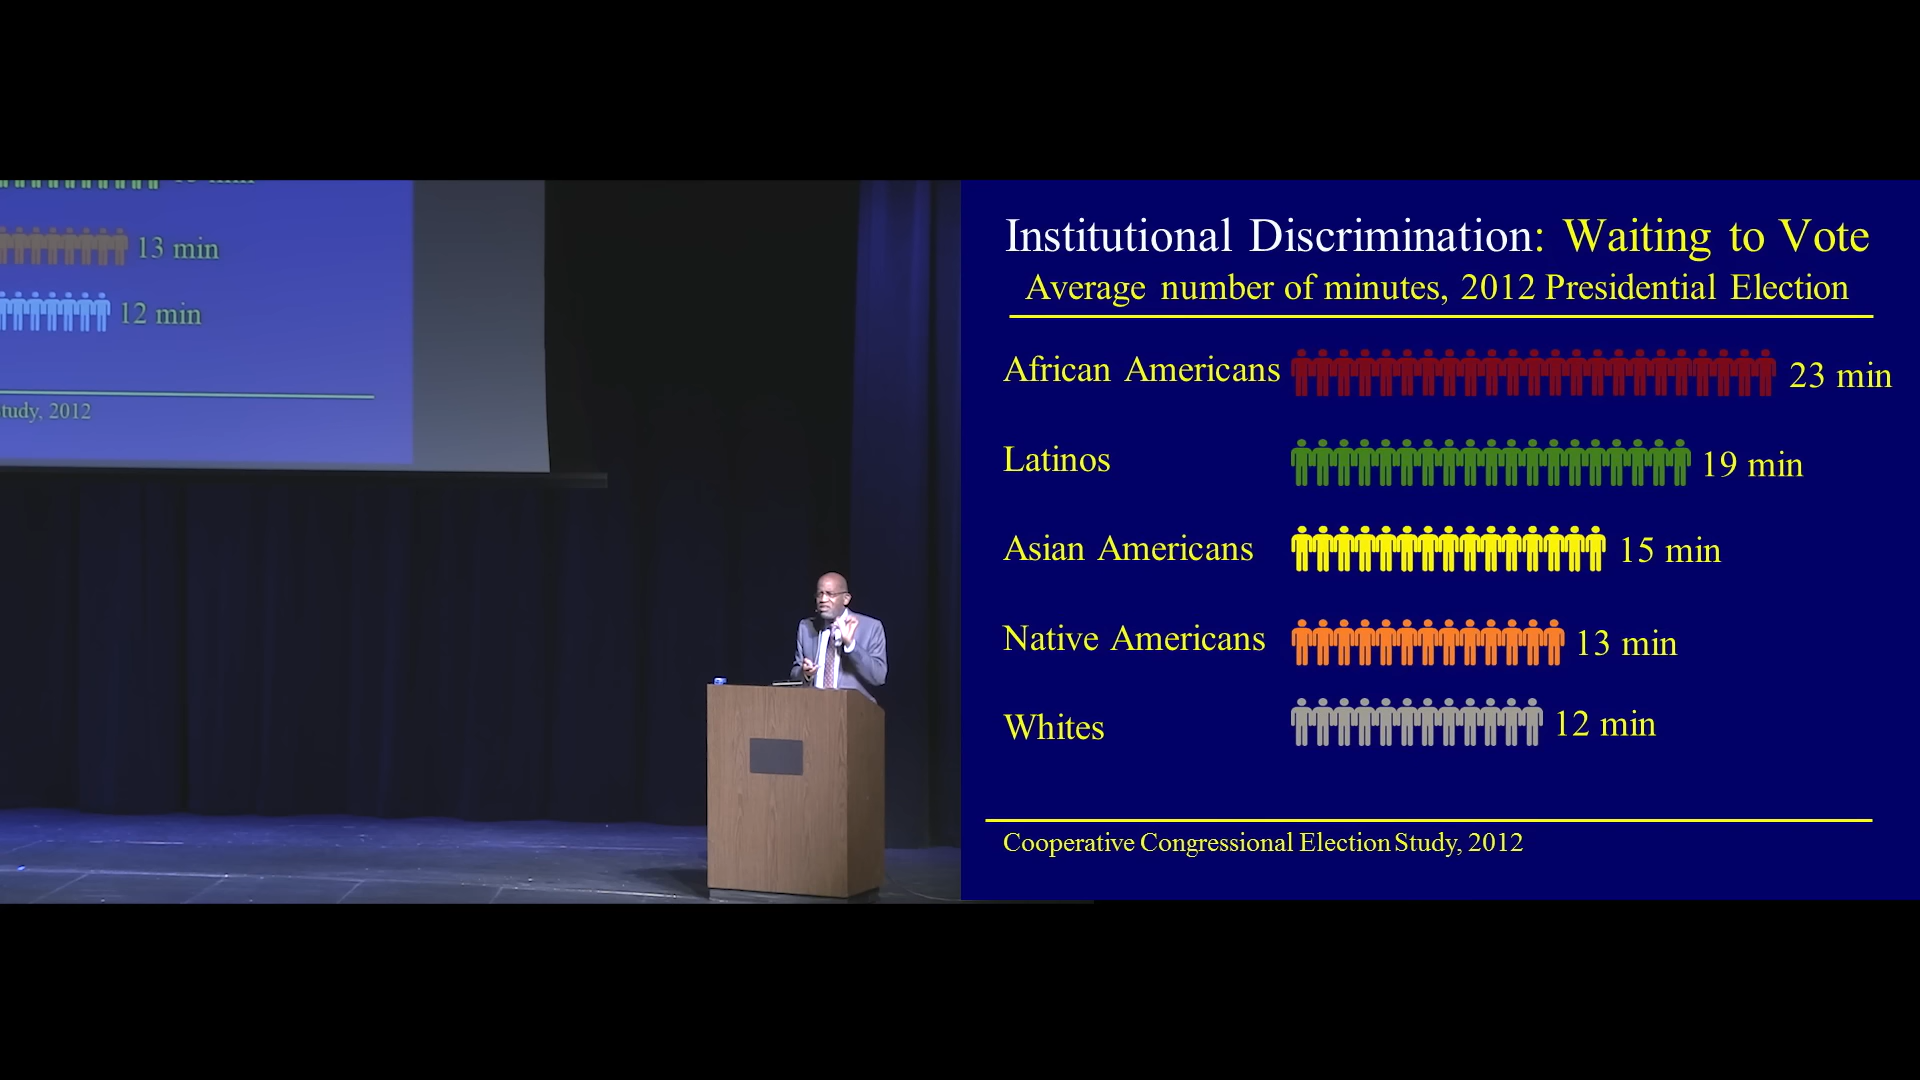 13 min
12 min
tudy, 2012
Institutional Discrimination: Waiting to Vote
Average number of minutes, 2012 Presidential Election
African Americans 23 min
Latinos 19 min
Asian Americans 15 min
Native Americans 13 min
Whites 12 min
Cooperative Congressional Election Study, 2012